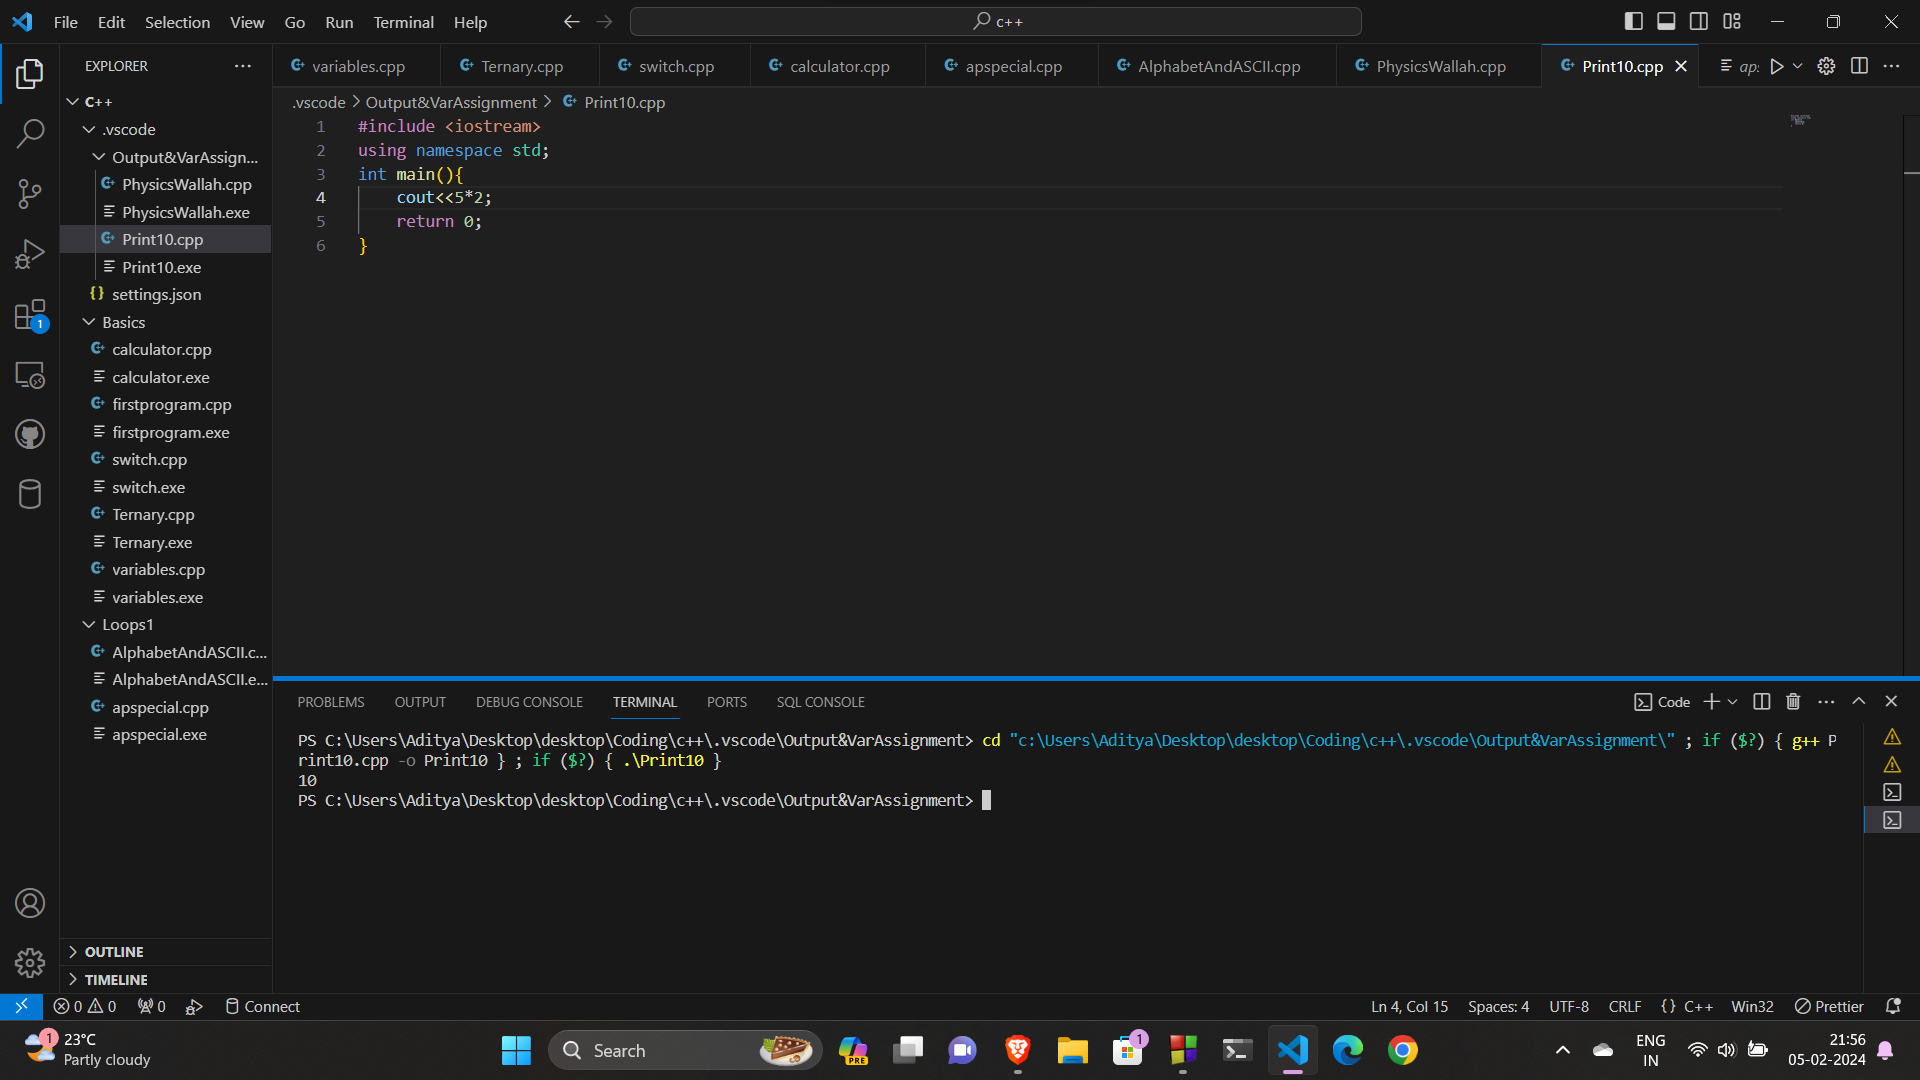 File Edit Selection View Go Run Terminal Help
c++
EXPLORER
variables.cpp Ternary.cpp switch.cpp calculator.cpp apspecial.cpp AlphabetAndASCII.cpp PhysicsWallah.cpp Print10.cpp aps
.vscode > Output&VarAssignment > Print10.cpp
C++
.vscode
Output&VarAssign...
PhysicsWallah.cpp
PhysicsWallah.exe
Print10.cpp
Print10.exe
settings.json
Basics
calculator.cpp
calculator.exe
firstprogram.cpp
firstprogram.exe
switch.cpp
switch.exe
Ternary.cpp
Ternary.exe
variables.cpp
variables.exe
Loops1
AlphabetAndASCII.c...
AlphabetAndASCII.e...
apspecial.cpp
apspecial.exe
OUTLINE
TIMELINE
1 #include <iostream>
2 using namespace std;
3 int main(){
4     cout<<5*2;
5     return 0;
6 }
PROBLEMS OUTPUT DEBUG CONSOLE TERMINAL PORTS SQL CONSOLE
Code
PS C:\Users\Aditya\Desktop\desktop\Coding\c++\.vscode\Output&VarAssignment> cd "c:\Users\Aditya\Desktop\desktop\Coding\c++\.vscode\Output&VarAssignment\" ; if ($?) { g++ P
rint10.cpp -o Print10 } ; if ($?) { .\Print10 }
10
PS C:\Users\Aditya\Desktop\desktop\Coding\c++\.vscode\Output&VarAssignment>
1
0 0 0 Connect
Ln 4, Col 15 Spaces: 4 UTF-8 CRLF {} C++ Win32 Prettier
1
23°C
Partly cloudy
Search
PRE
1
ENG
IN
21:56
05-02-2024